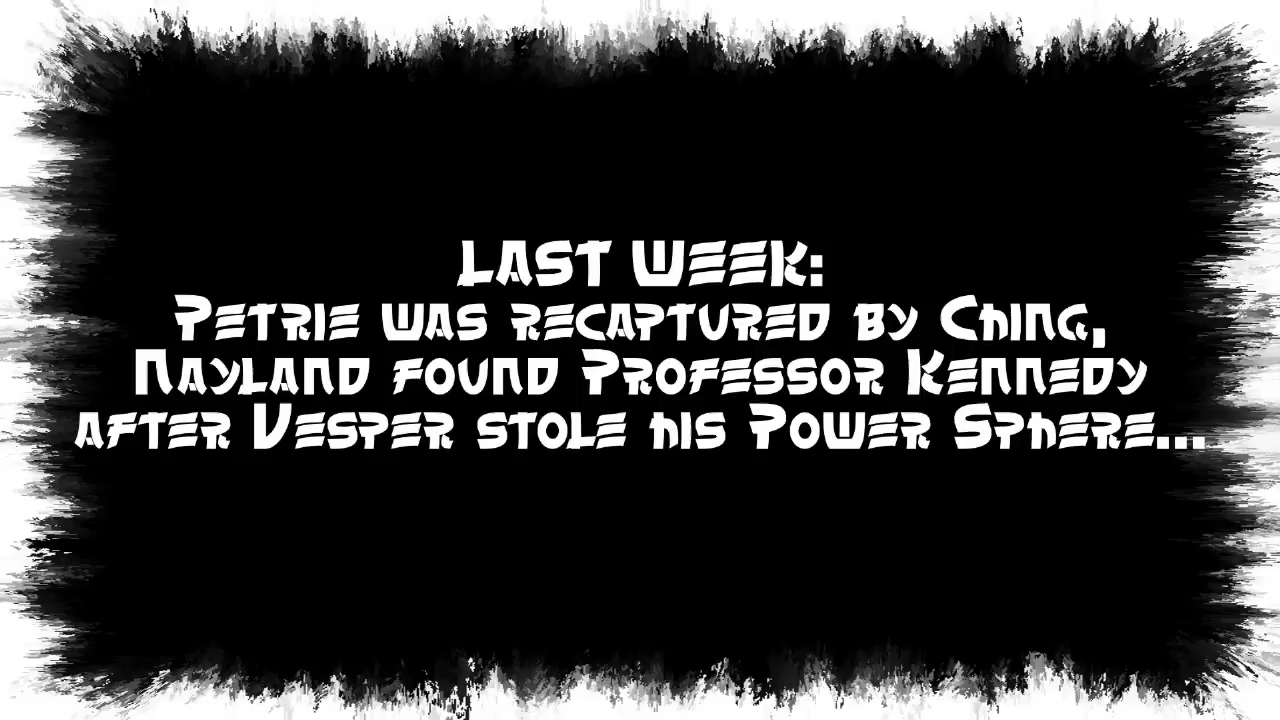 LAST WEEK:
Petrie was recaptured by Ching,
Nayland found Professor Kennedy
after Vesper stole his Power Sphere...